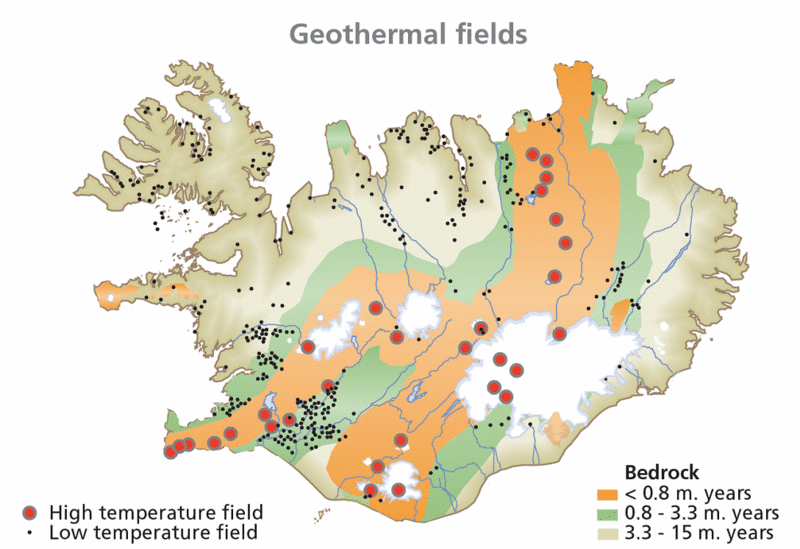 Geothermal fields
High temperature field
Low temperature field
Bedrock
< 0.8 m. years
0.8 - 3.3 m. years
3.3 - 15 m. years